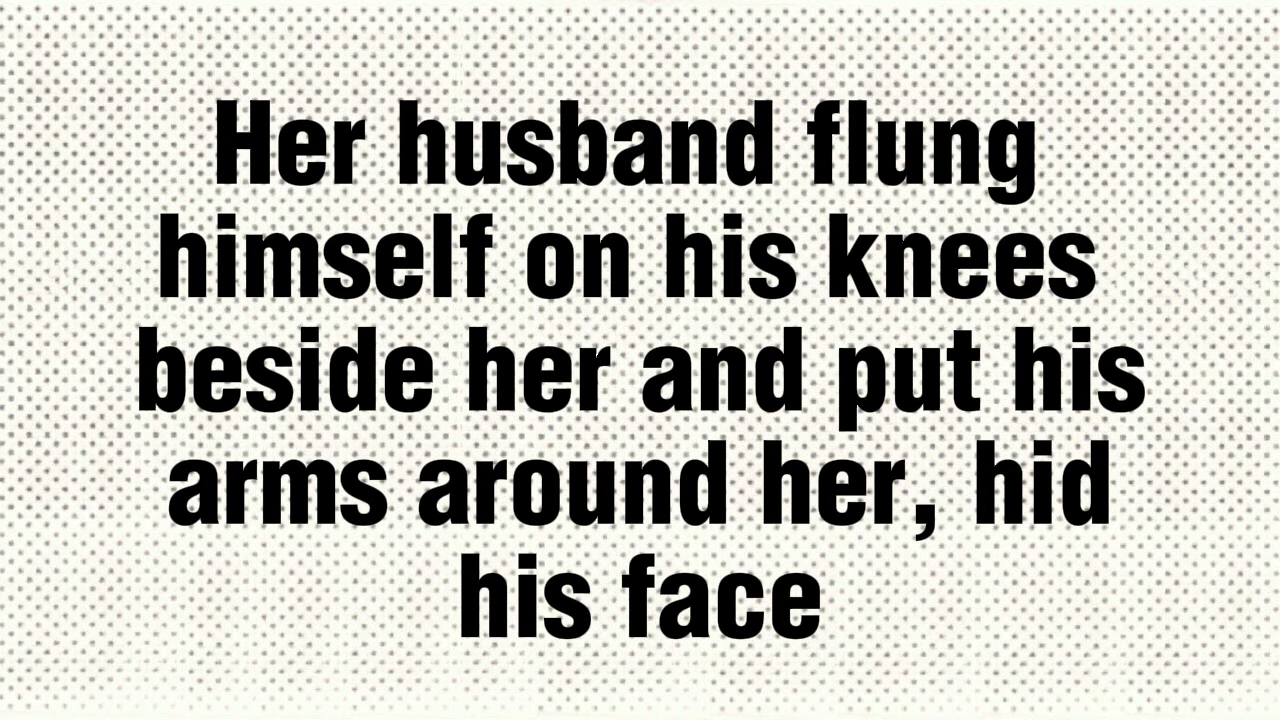 Her husband flung
himself on his knees
beside her and put his
arms around her, hid
his face